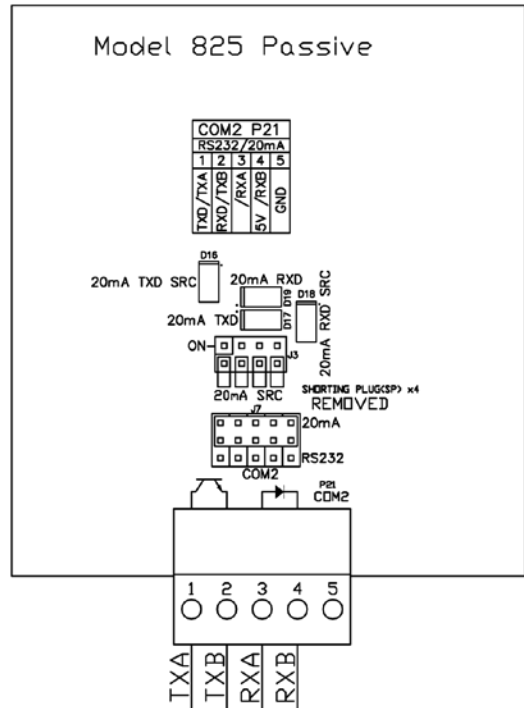 Model 825 Passive
COM2 P21
RS232/20mA
1 2 3 4 5
TXD/TXA
RXD/TXB
/RXA
5V /RXB
GND
D16
20mA TXD SRC
20mA RXD
D19
D18
20mA RXD SRC
20mA TXD
D17
ON
J3
20mA SRC
SHORTING PLUG(SP) x4
REMOVED
J7
20mA
RS232
COM2
P21
COM2
1 2 3 4 5
TXA
TXB
RXA
RXB